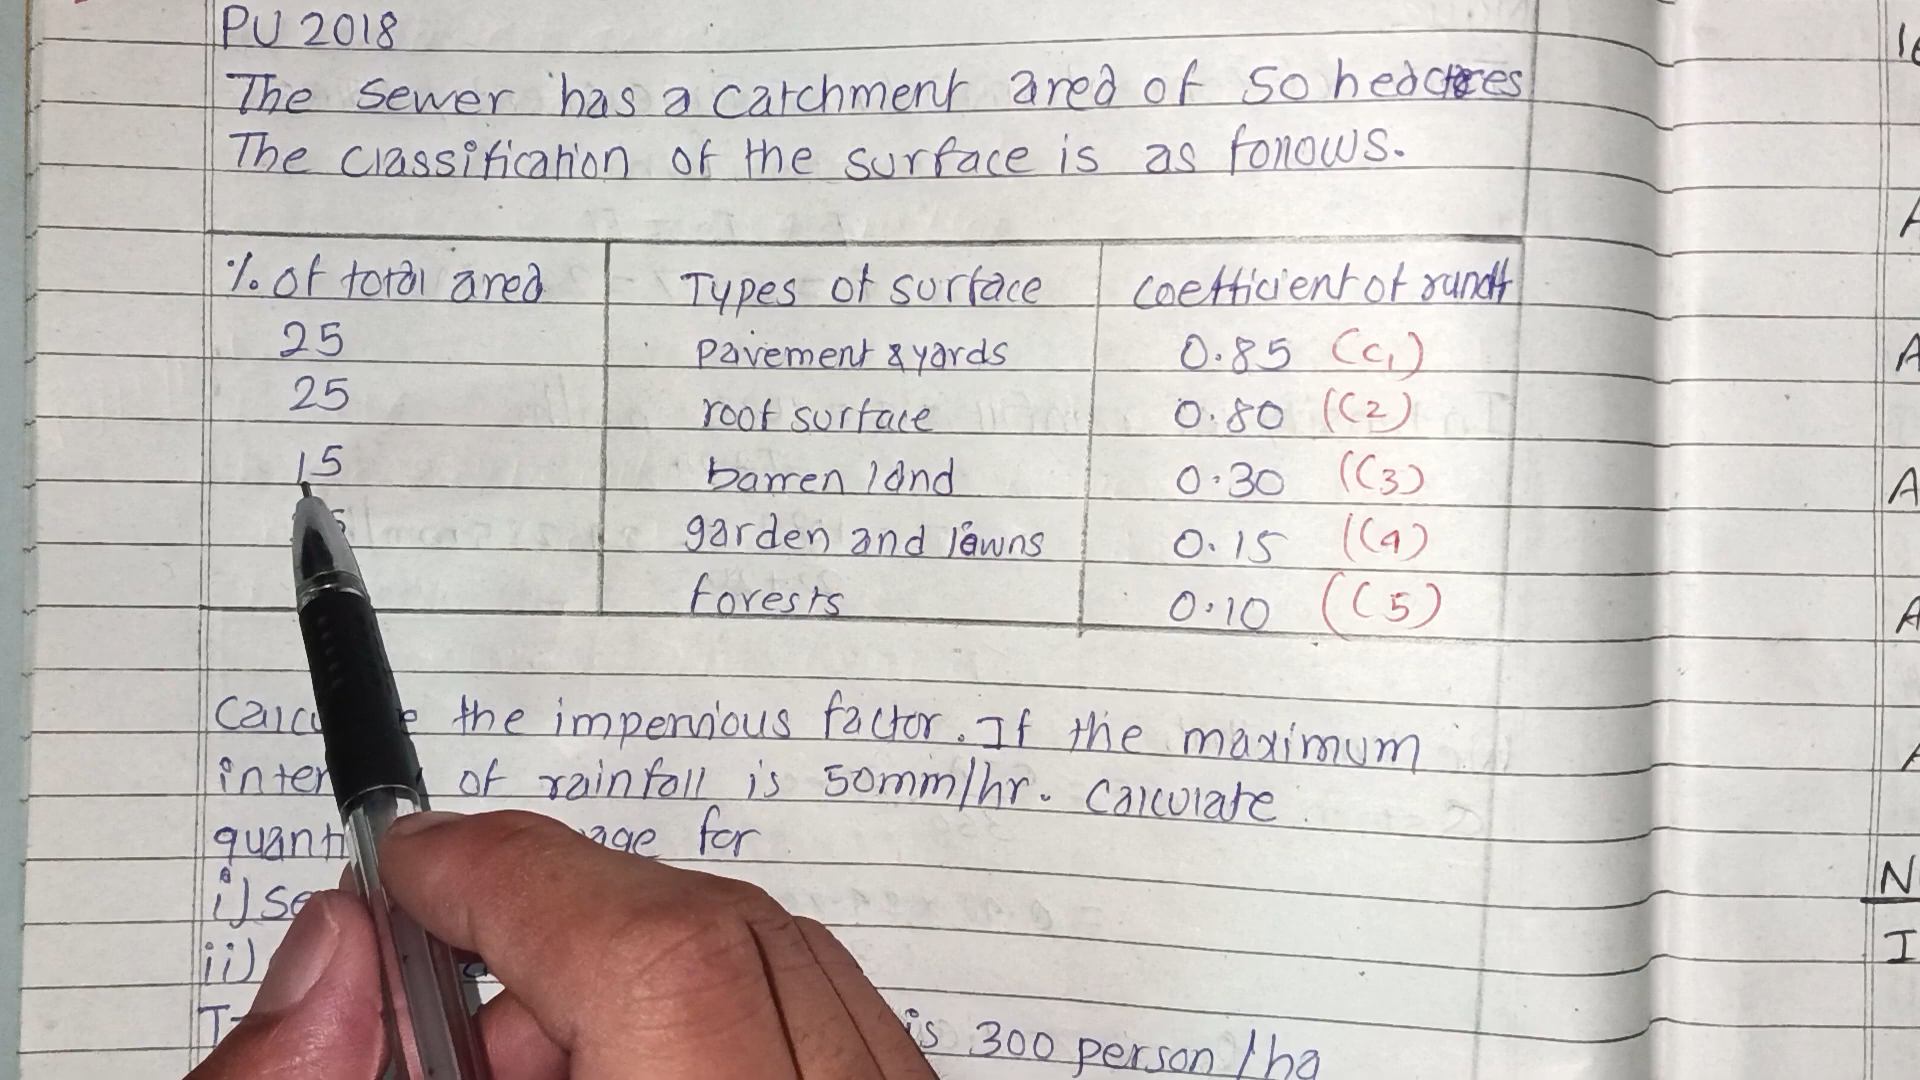 PU 2018
The sewer has a catchment area of 50 hectares
The classification of the surface is as follows.
% of total area Types of surface coefficient of runoff
25 pavement & yards 0.85 (C1)
25 roof surface 0.80 (C2)
15 barren land 0.30 (C3)
garden and lawns 0.15 (C4)
forests 0.10 (C5)
the impervious factor. If the maximum
of rainfall is 50mm/hr. Calculate
for
i)
ii)
is 300 person/ha